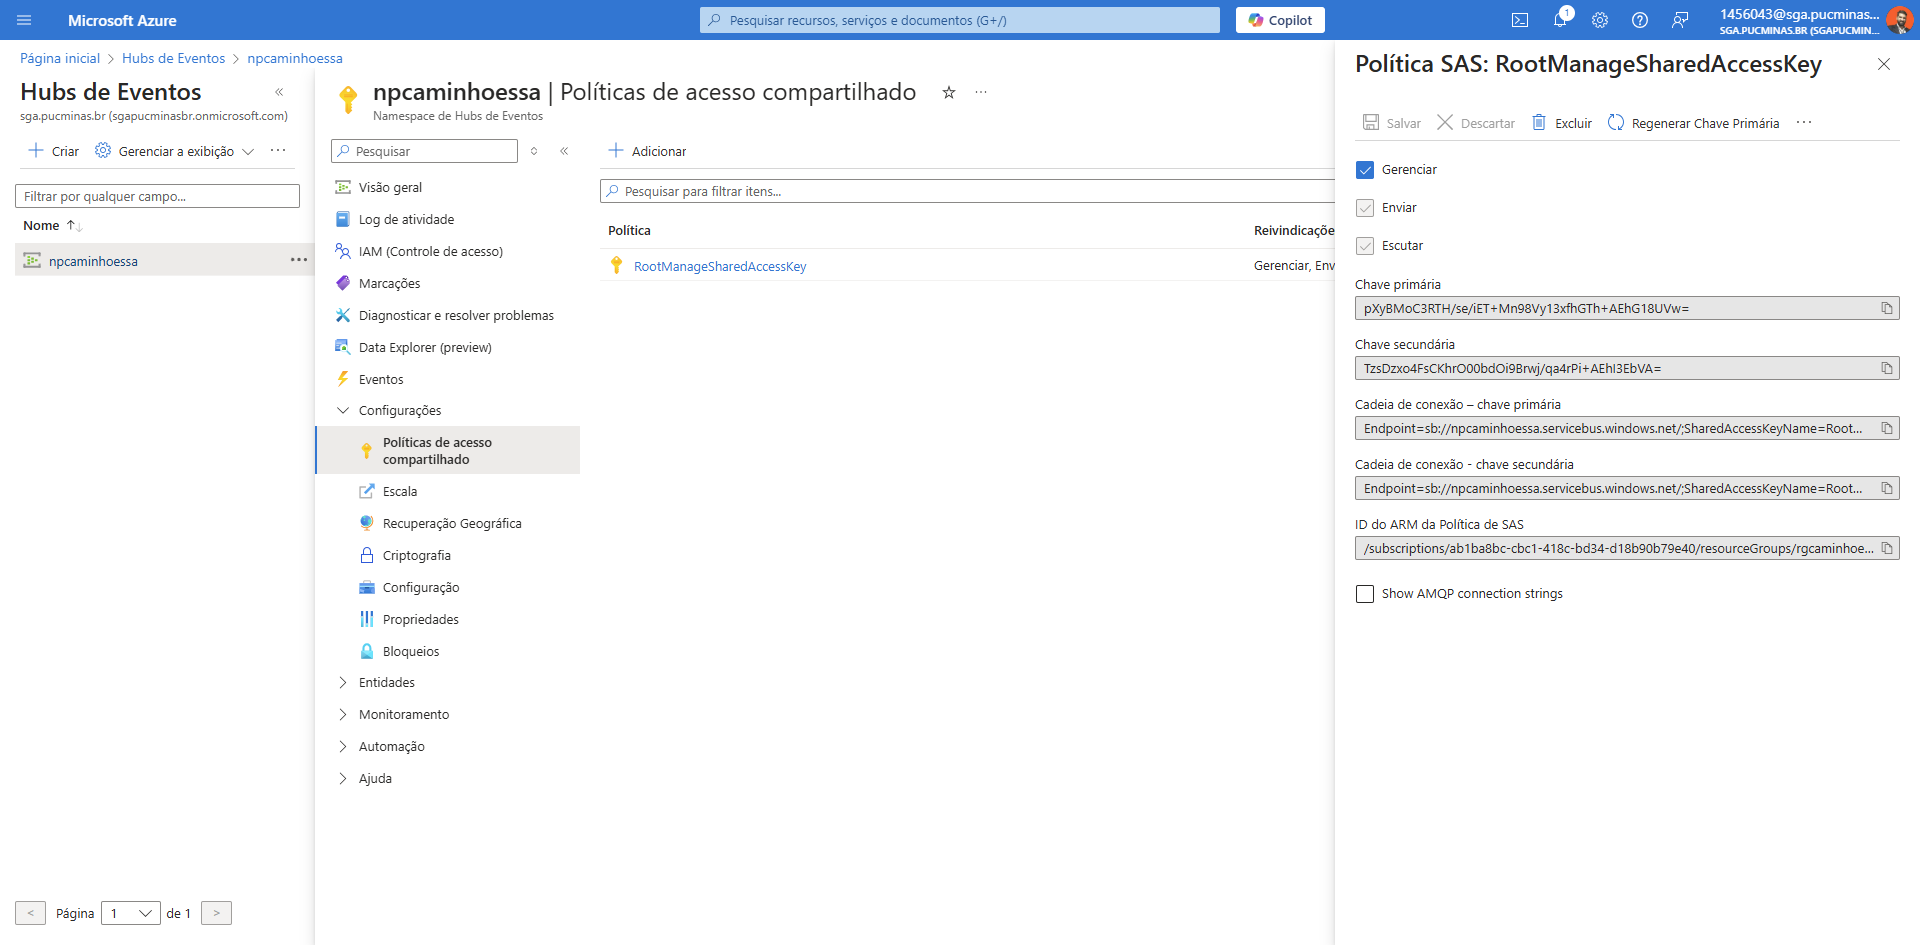 Microsoft Azure
Pesquisar recursos, serviços e documentos (G+/)
Copilot
1
1456043@sga.pucminas...
SGA.PUCMINAS.BR (SGAPUCMIN...
Página inicial > Hubs de Eventos > npcaminhoessa
Hubs de Eventos
sga.pucminas.br (sgapucminasbr.onmicrosoft.com)
Criar
Gerenciar a exibição
Filtrar por qualquer campo...
Nome
npcaminhoessa
Página 1 de 1
npcaminhoessa | Políticas de acesso compartilhado
Namespace de Hubs de Eventos
Pesquisar
Visão geral
Log de atividade
IAM (Controle de acesso)
Marcações
Diagnosticar e resolver problemas
Data Explorer (preview)
Eventos
Configurações
Políticas de acesso
compartilhado
Escala
Recuperação Geográfica
Criptografia
Configuração
Propriedades
Bloqueios
Entidades
Monitoramento
Automação
Ajuda
Adicionar
Pesquisar para filtrar itens...
Política
Reivindicaçõe
RootManageSharedAccessKey
Gerenciar, Env
Política SAS: RootManageSharedAccessKey
Salvar
Descartar
Excluir
Regenerar Chave Primária
Gerenciar
Enviar
Escutar
Chave primária
pXyBMoC3RTH/se/iET+Mn98Vy13xfhGTh+AEhG18UVw=
Chave secundária
TzsDzxo4FsCKhrO00bdOi9Brwj/qa4rPi+AEhI3EbVA=
Cadeia de conexão – chave primária
Endpoint=sb://npcaminhoessa.servicebus.windows.net/;SharedAccessKeyName=Root...
Cadeia de conexão - chave secundária
Endpoint=sb://npcaminhoessa.servicebus.windows.net/;SharedAccessKeyName=Root...
ID do ARM da Política de SAS
/subscriptions/ab1ba8bc-cbc1-418c-bd34-d18b90b79e40/resourceGroups/rgcaminhoe...
Show AMQP connection strings